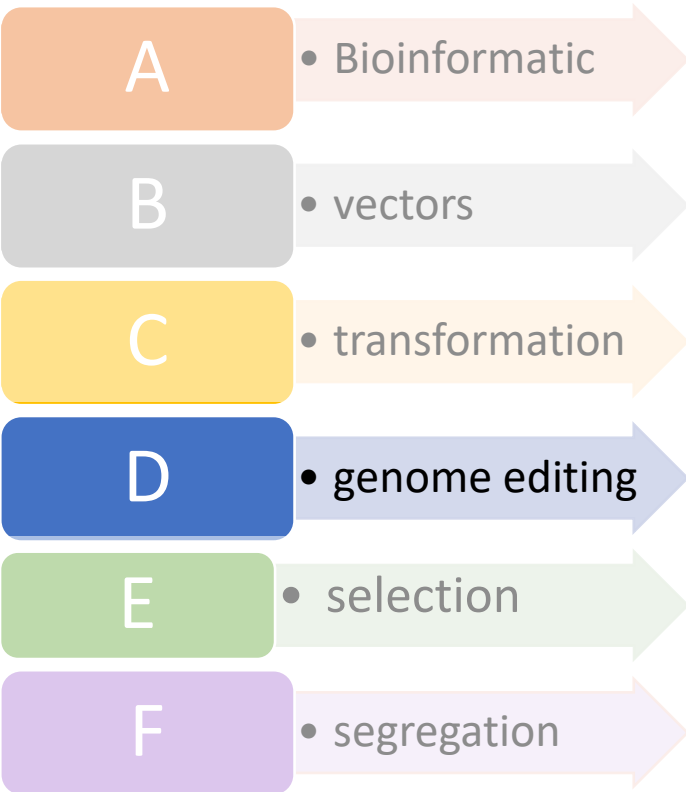 A
• Bioinformatic
B
• vectors
C
• transformation
D
• genome editing
E
• selection
F
• segregation